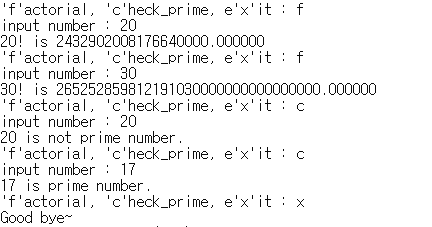 'f'actorial, 'c'heck_prime, e'x'it : f
input number : 20
20! is 2432902008176640000.000000
'f'actorial, 'c'heck_prime, e'x'it : f
input number : 30
30! is 265252859812191030000000000000000.000000
'f'actorial, 'c'heck_prime, e'x'it : c
input number : 20
20 is not prime number.
'f'actorial, 'c'heck_prime, e'x'it : c
input number : 17
17 is prime number.
'f'actorial, 'c'heck_prime, e'x'it : x
Good bye~